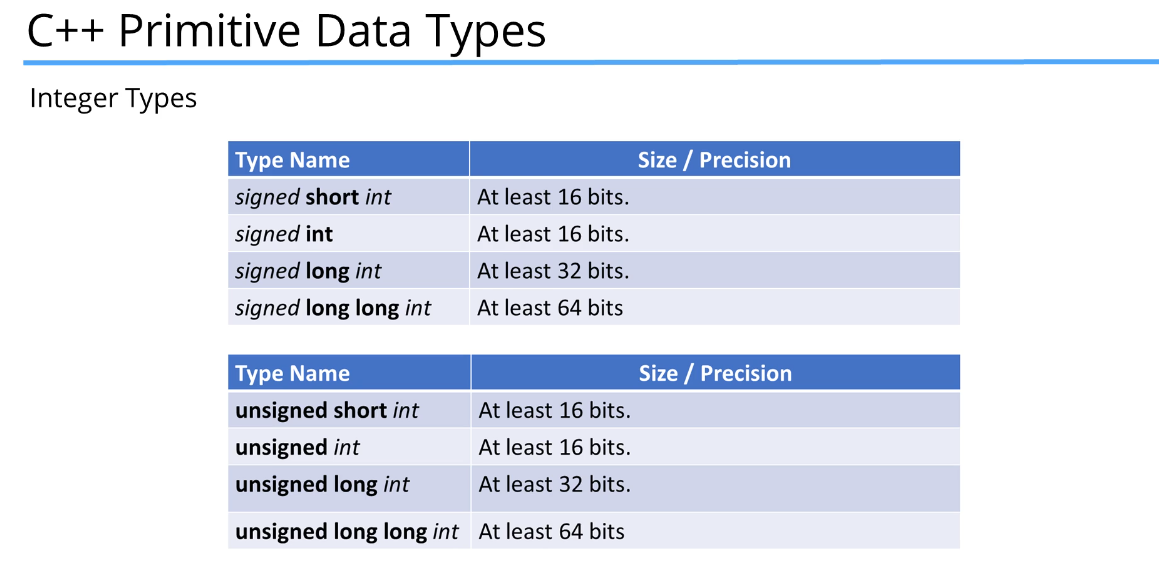 C++ Primitive Data Types
Integer Types
Type Name Size / Precision
signed short int At least 16 bits.
signed int At least 16 bits.
signed long int At least 32 bits.
signed long long int At least 64 bits
Type Name Size / Precision
unsigned short int At least 16 bits.
unsigned int At least 16 bits.
unsigned long int At least 32 bits.
unsigned long long int At least 64 bits